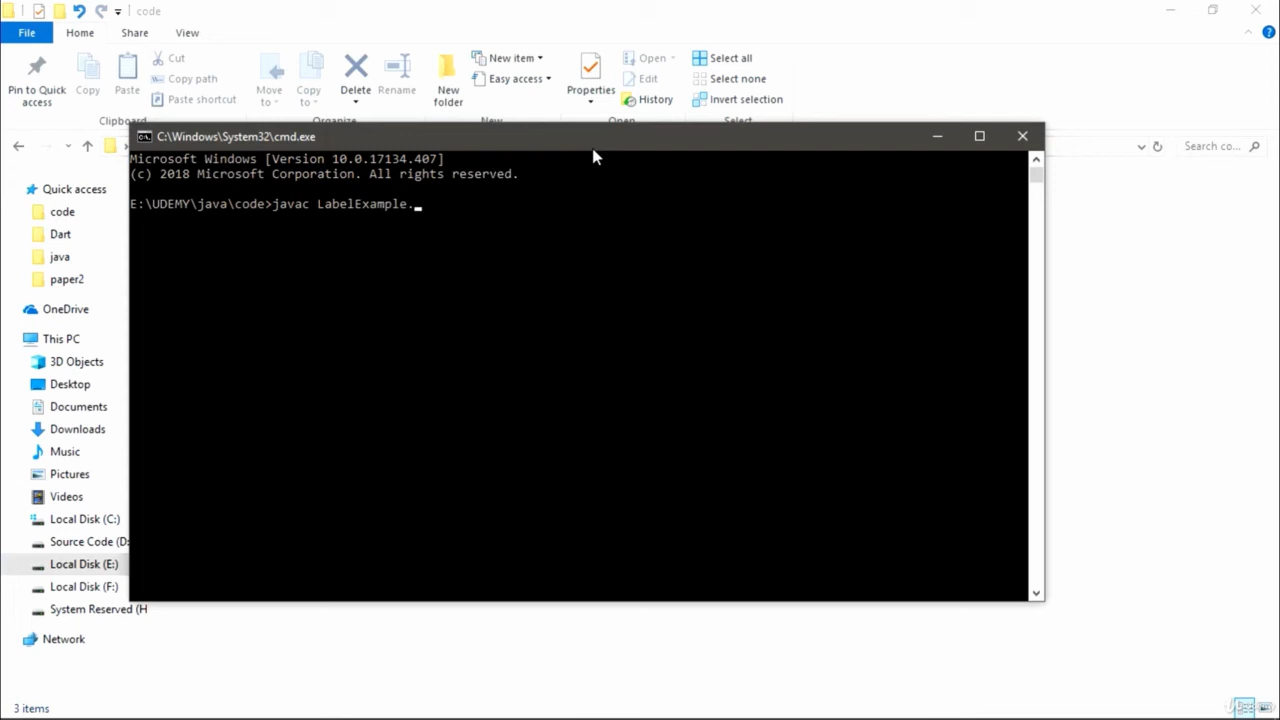 code
File
Home
Share
View
Pin to Quick
access
Copy
Paste
Cut
Copy path
Paste shortcut
Clipboard
Move
to
Copy
to
Delete
Rename
Organize
New
folder
New item
Easy access
New
Properties
Open
Edit
History
Open
Select all
Select none
Invert selection
Select
Search co...
C:\Windows\System32\cmd.exe
Microsoft Windows [Version 10.0.17134.407]
(c) 2018 Microsoft Corporation. All rights reserved.
E:\UDEMY\java\code>javac LabelExample._
Quick access
code
Dart
java
paper2
OneDrive
This PC
3D Objects
Desktop
Documents
Downloads
Music
Pictures
Videos
Local Disk (C:)
Source Code (D:
Local Disk (E:)
Local Disk (F:)
System Reserved (H
Network
3 items